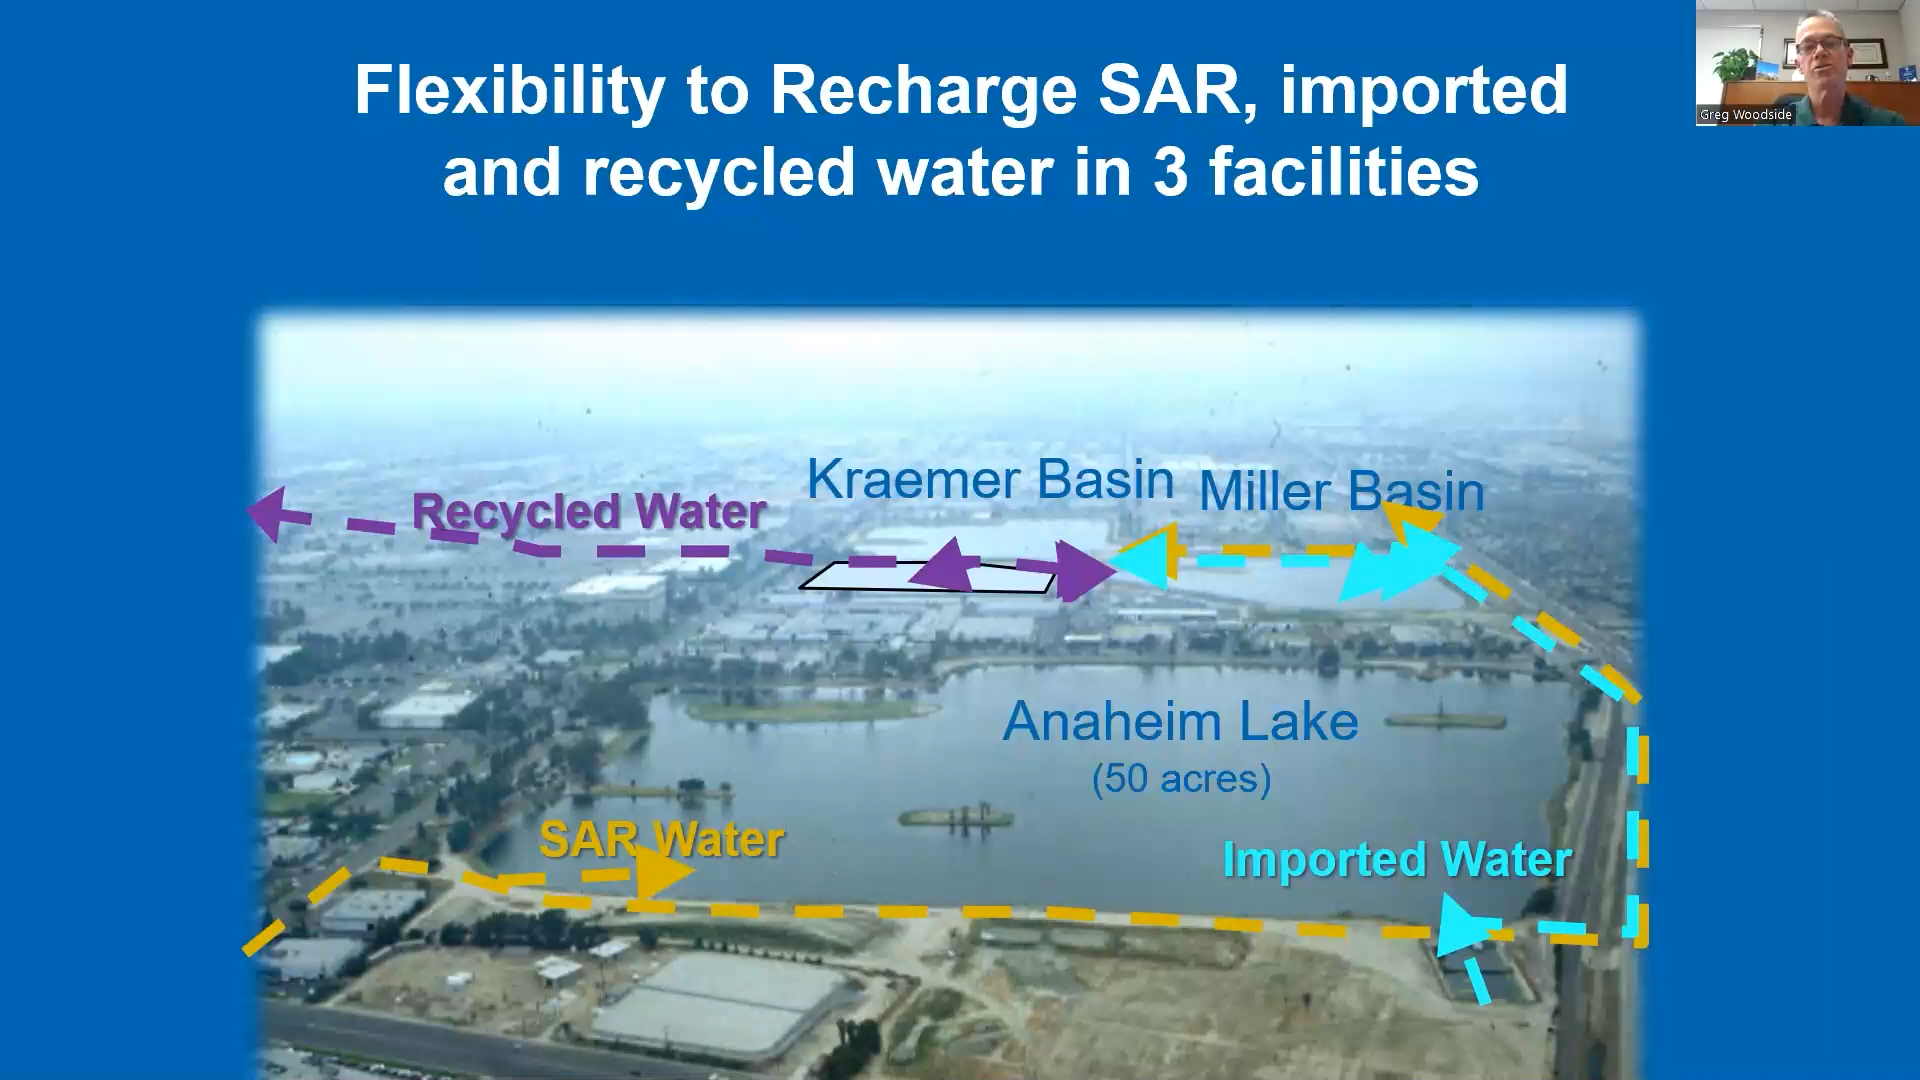 Flexibility to Recharge SAR, imported
and recycled water in 3 facilities
Greg Woodside
Kraemer Basin
Miller Basin
Recycled Water
Anaheim Lake
(50 acres)
SAR Water
Imported Water